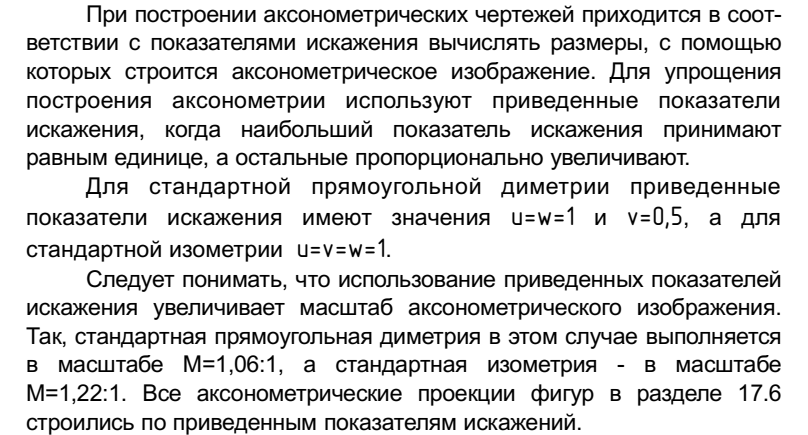 При построении аксонометрических чертежей приходится в соот-
ветствии с показателями искажения вычислять размеры, с помощью
которых строится аксонометрическое изображение. Для упрощения
построения аксонометрии используют приведенные показатели
искажения, когда наибольший показатель искажения принимают
равным единице, а остальные пропорционально увеличивают.
Для стандартной прямоугольной диметрии приведенные
показатели искажения имеют значения u=w=1 и v=0,5, а для
стандартной изометрии u=v=w=1.
Следует понимать, что использование приведенных показателей
искажения увеличивает масштаб аксонометрического изображения.
Так, стандартная прямоугольная диметрия в этом случае выполняется
в масштабе М=1,06:1, а стандартная изометрия - в масштабе
М=1,22:1. Все аксонометрические проекции фигур в разделе 17.6
строились по приведенным показателям искажений.